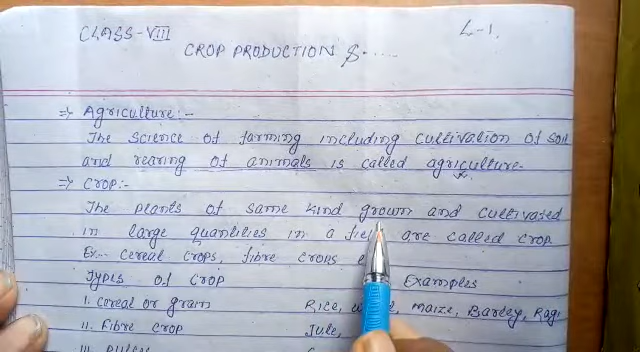 CLASS-VIII
L-1.
CROP PRODUCTION &.....
=> Agriculture:-
The Science of farming including cultivation of soil
and rearing of animals is called agriculture.
=> Crop:-
The plants of same kind grown and cultivated
in large quantities in a are called crop
Ex:- cereal crops, fibre crops
Types of crop Examples
I. Cereal or grain Rice, Maize, Barley, Ragi
II. Fibre crop Jute,
III.